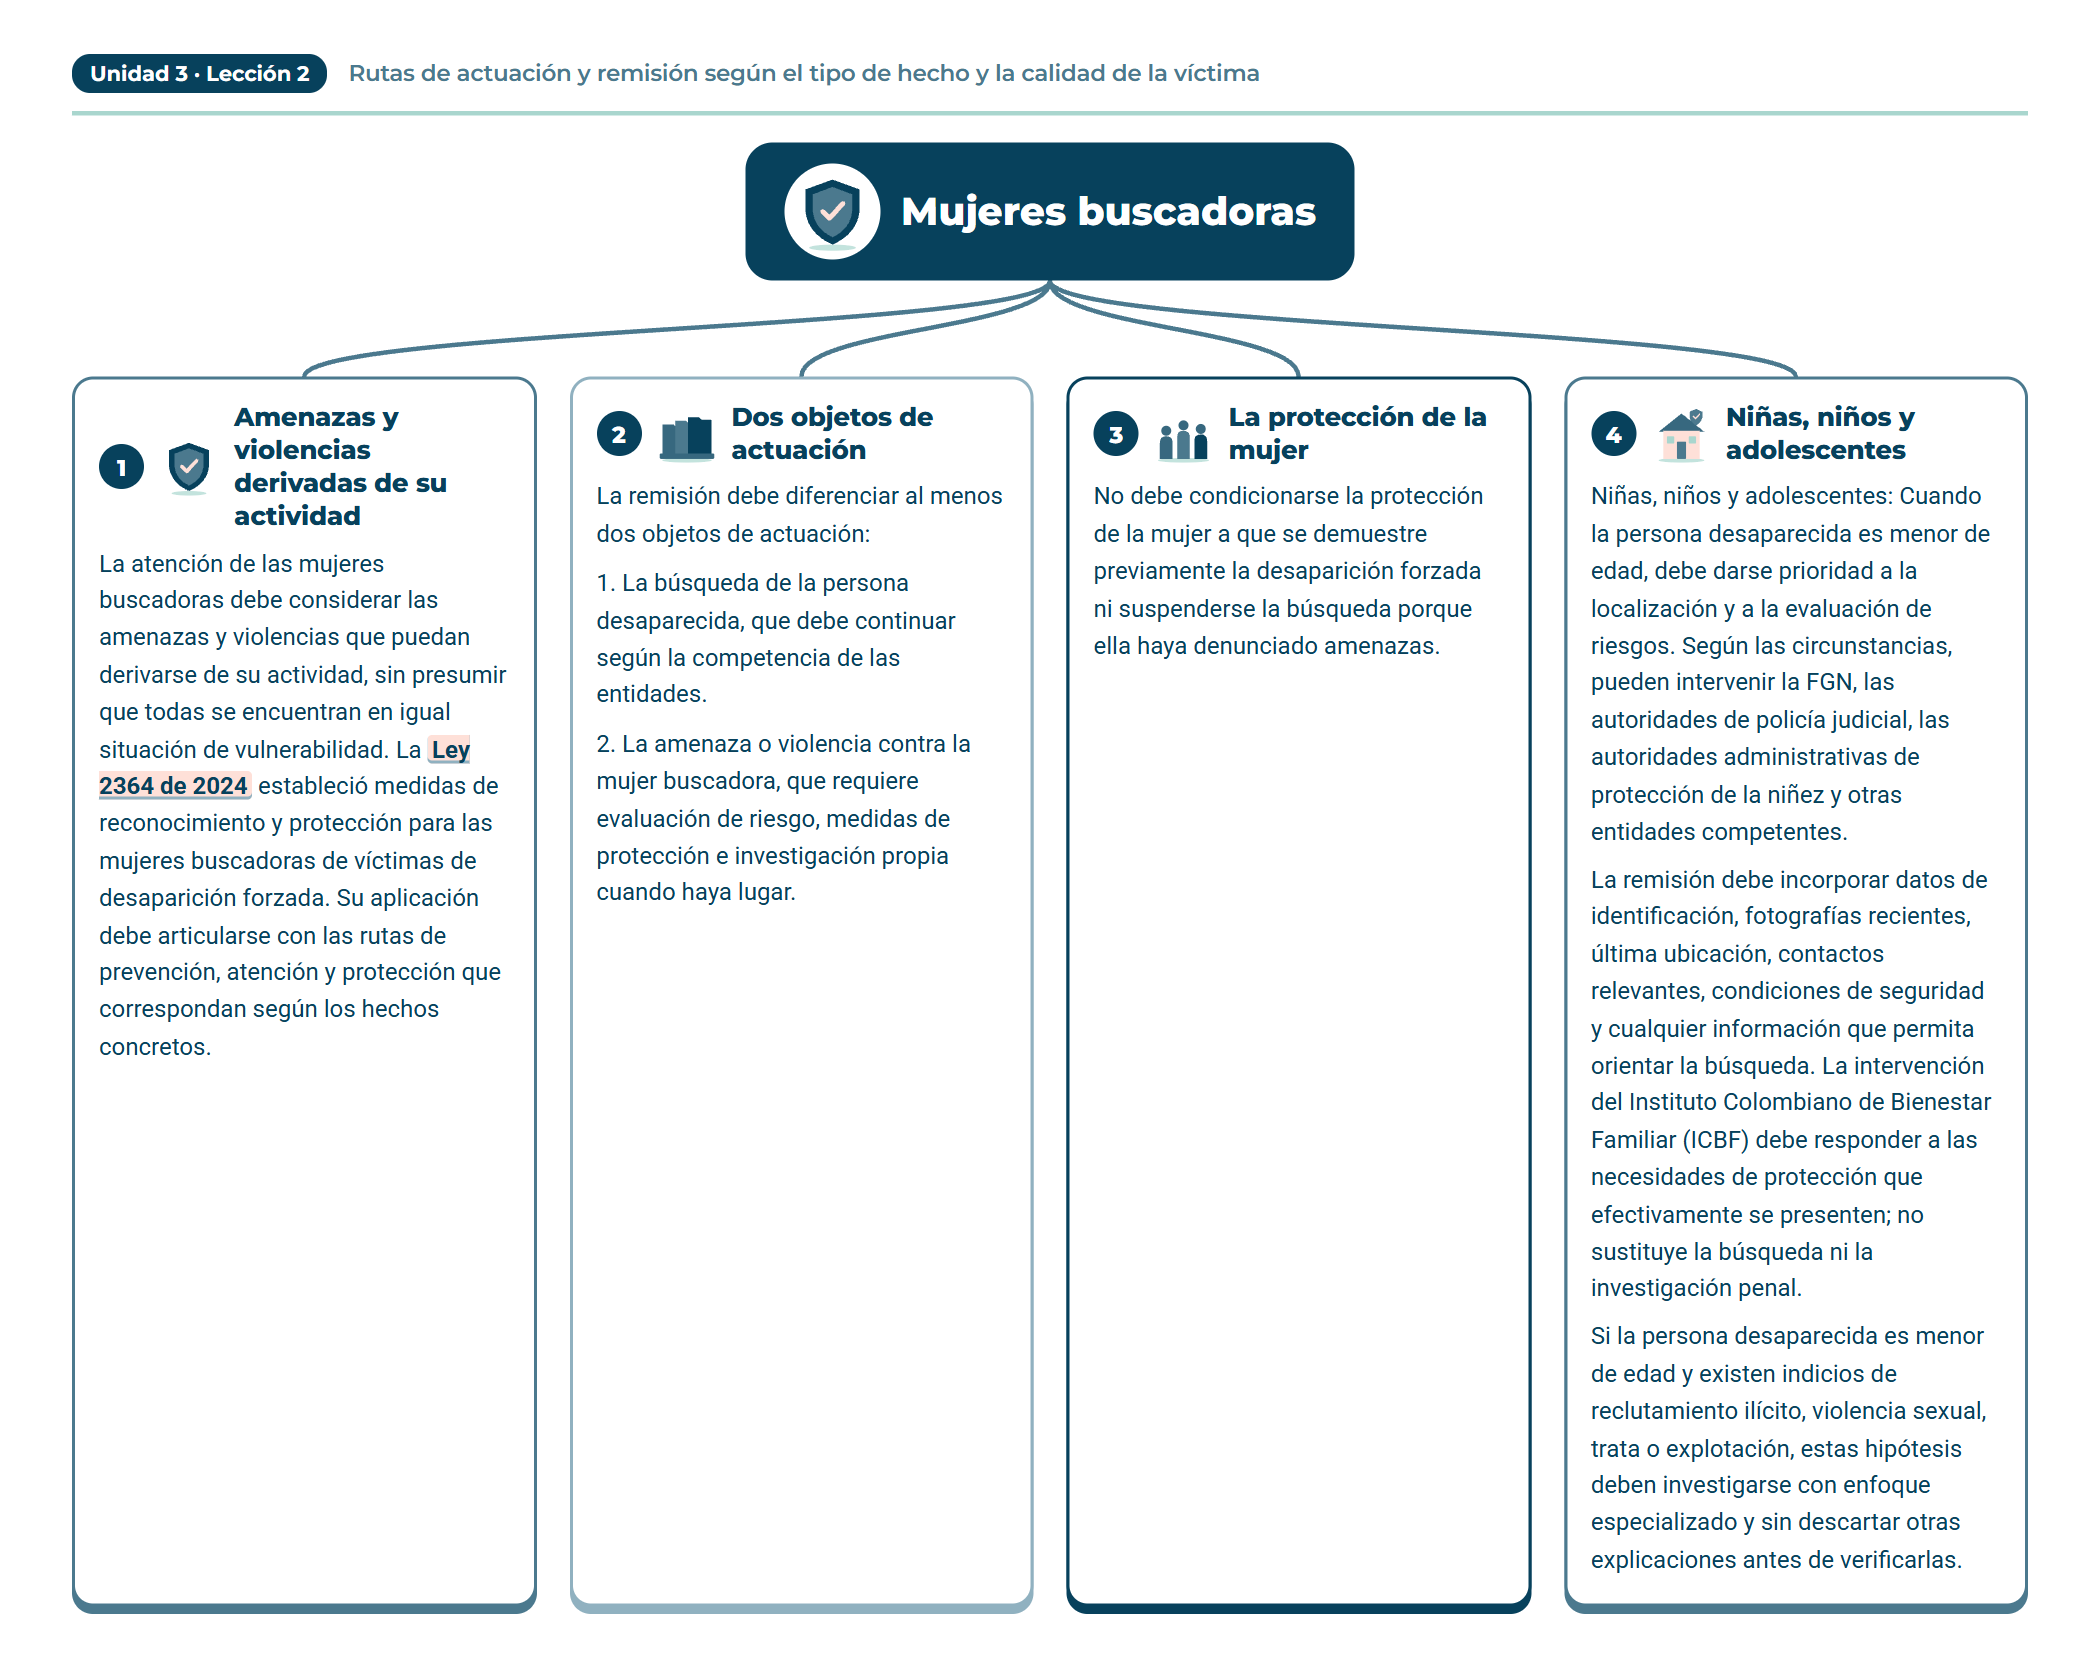 Unidad 3 · Lección 2
Rutas de actuación y remisión según el tipo de hecho y la calidad de la víctima
Mujeres buscadoras
1
Amenazas y
violencias
derivadas de su
actividad
La atención de las mujeres
buscadoras debe considerar las
amenazas y violencias que puedan
derivarse de su actividad, sin presumir
que todas se encuentran en igual
situación de vulnerabilidad. La Ley
2364 de 2024 estableció medidas de
reconocimiento y protección para las
mujeres buscadoras de víctimas de
desaparición forzada. Su aplicación
debe articularse con las rutas de
prevención, atención y protección que
correspondan según los hechos
concretos.
2
Dos objetos de
actuación
La remisión debe diferenciar al menos
dos objetos de actuación:
1. La búsqueda de la persona
desaparecida, que debe continuar
según la competencia de las
entidades.
2. La amenaza o violencia contra la
mujer buscadora, que requiere
evaluación de riesgo, medidas de
protección e investigación propia
cuando haya lugar.
3
La protección de la
mujer
No debe condicionarse la protección
de la mujer a que se demuestre
previamente la desaparición forzada
ni suspenderse la búsqueda porque
ella haya denunciado amenazas.
4
Niñas, niños y
adolescentes
Niñas, niños y adolescentes: Cuando
la persona desaparecida es menor de
edad, debe darse prioridad a la
localización y a la evaluación de
riesgos. Según las circunstancias,
pueden intervenir la FGN, las
autoridades de policía judicial, las
autoridades administrativas de
protección de la niñez y otras
entidades competentes.
La remisión debe incorporar datos de
identificación, fotografías recientes,
última ubicación, contactos
relevantes, condiciones de seguridad
y cualquier información que permita
orientar la búsqueda. La intervención
del Instituto Colombiano de Bienestar
Familiar (ICBF) debe responder a las
necesidades de protección que
efectivamente se presenten; no
sustituye la búsqueda ni la
investigación penal.
Si la persona desaparecida es menor
de edad y existen indicios de
reclutamiento ilícito, violencia sexual,
trata o explotación, estas hipótesis
deben investigarse con enfoque
especializado y sin descartar otras
explicaciones antes de verificarlas.